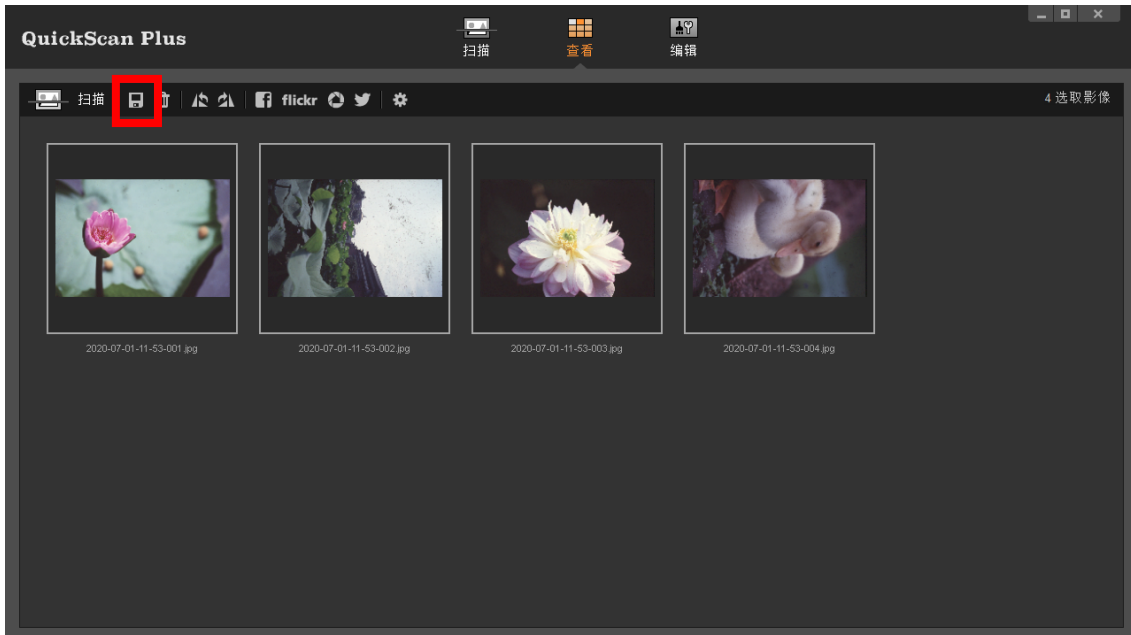 QuickScan Plus
扫描
查看
编辑
扫描
flickr
4 选取影像
2020-07-01-11-53-001.jpg
2020-07-01-11-53-002.jpg
2020-07-01-11-53-003.jpg
2020-07-01-11-53-004.jpg